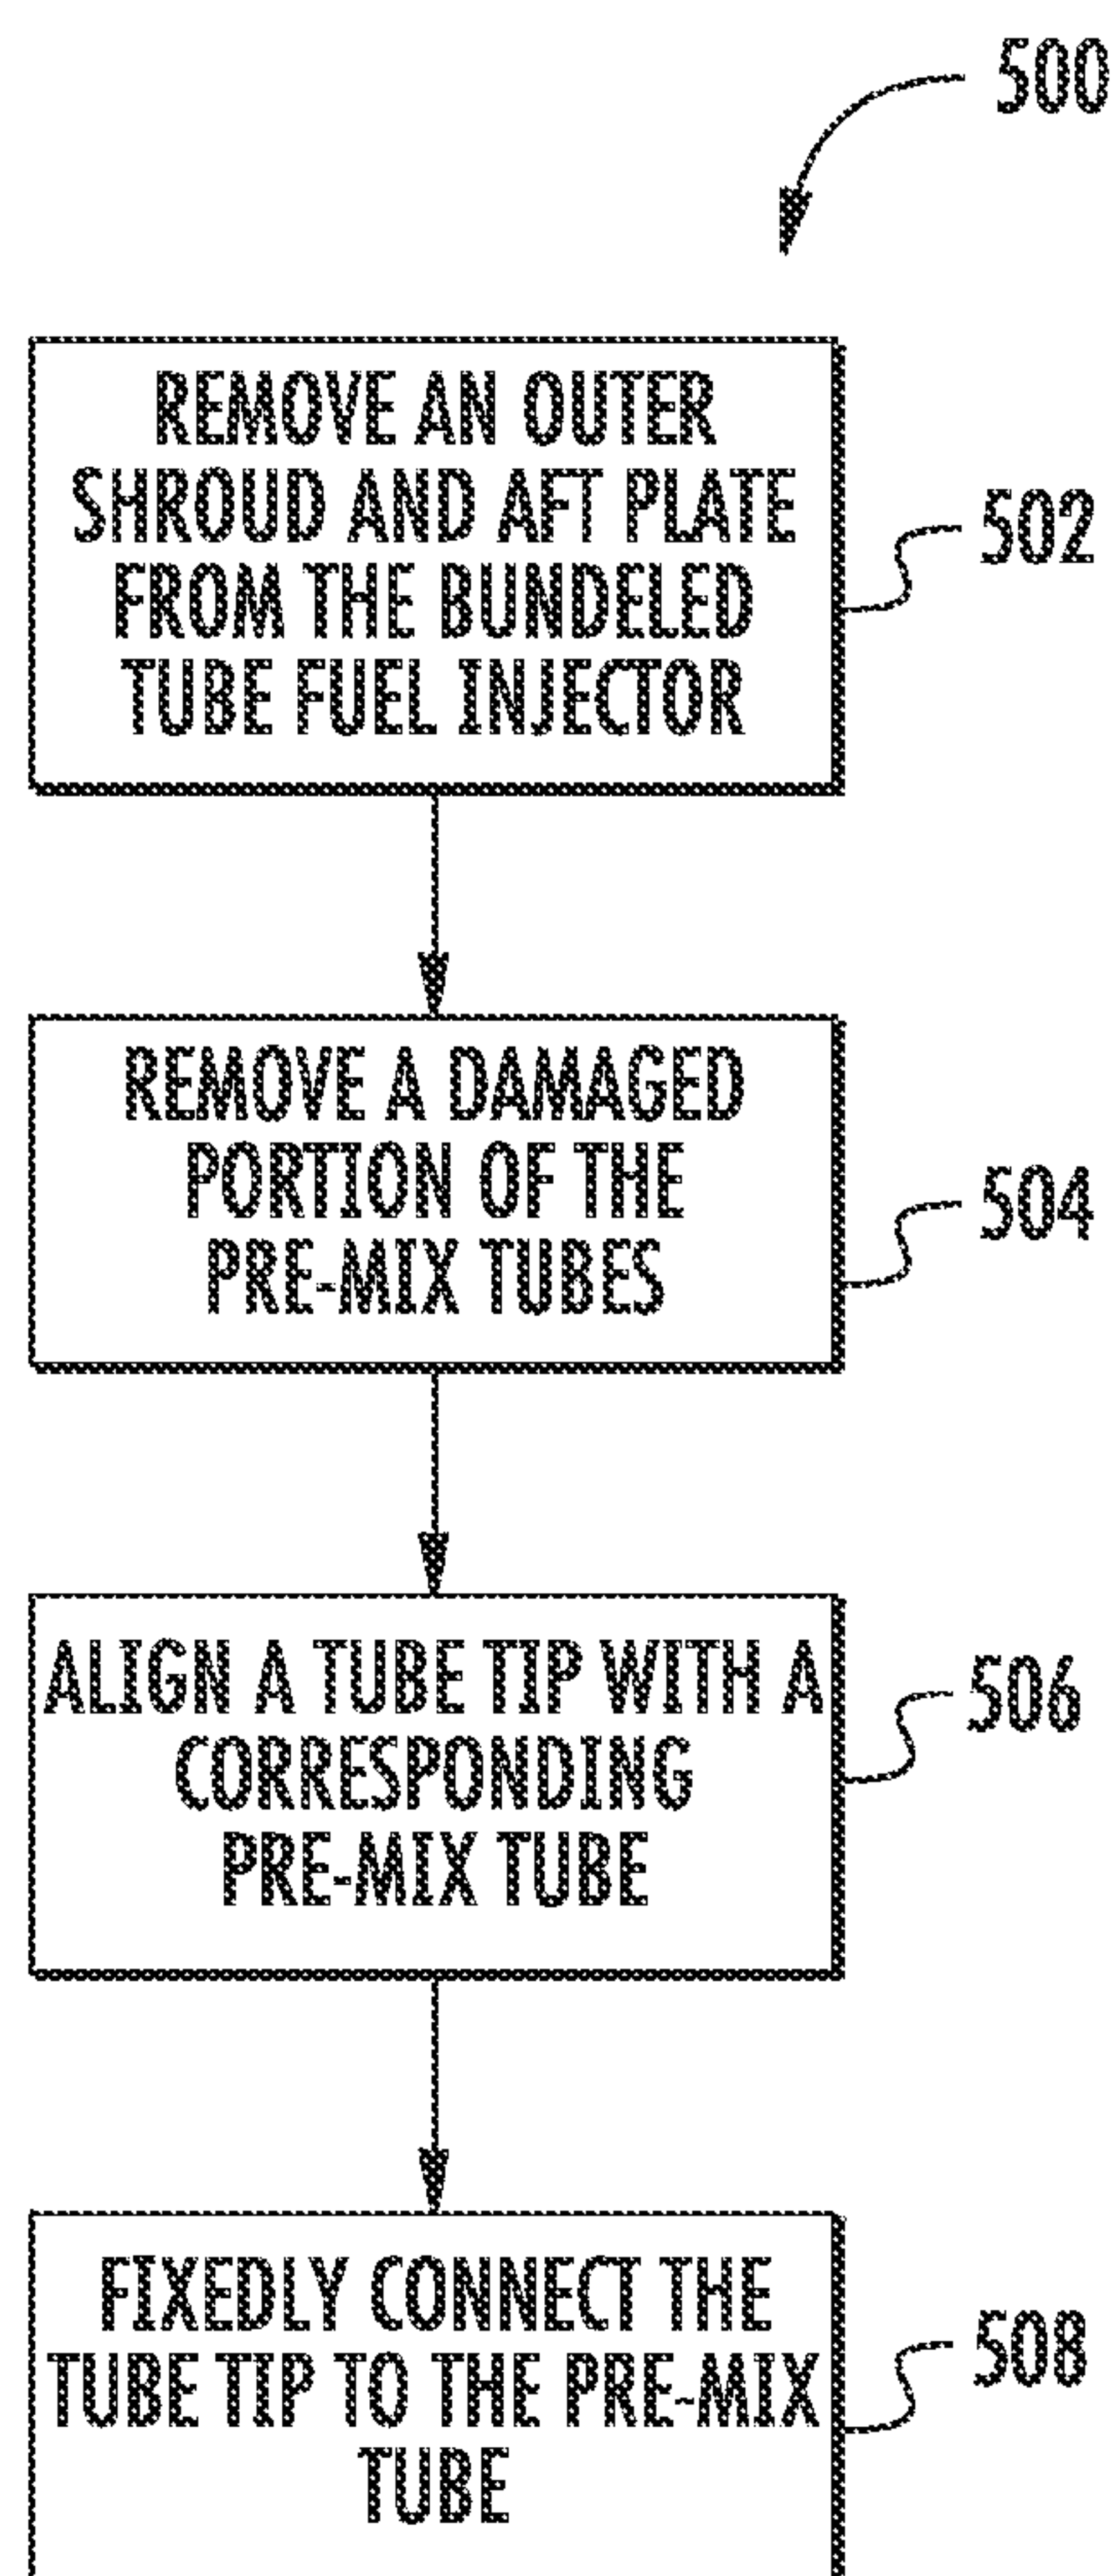 500
REMOVE AN OUTER
SHROUD AND AFT PLATE
FROM THE BUNDELED
TUBE FUEL INJECTOR
502
REMOVE A DAMAGED
PORTION OF THE
PRE-MIX TUBES
504
ALIGN A TUBE TIP WITH A
CORRESPONDING
PRE-MIX TUBE
506
FIXEDLY CONNECT THE
TUBE TIP TO THE PRE-MIX
TUBE
508